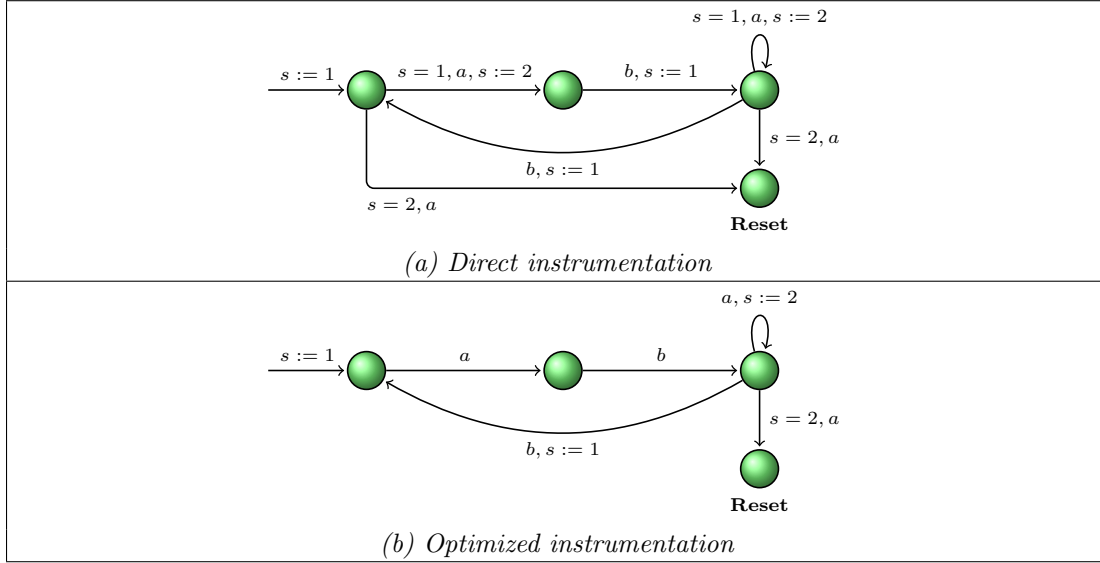 s = 1, a, s := 2
s := 1
s = 1, a, s := 2
b, s := 1
s = 2, a
b, s := 1
s = 2, a
Reset
(a) Direct instrumentation
a, s := 2
s := 1
a
b
s = 2, a
b, s := 1
Reset
(b) Optimized instrumentation